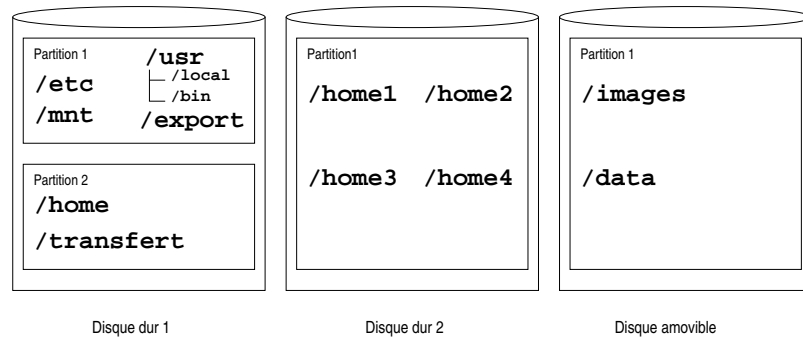 Partition 1
/usr
/local
/bin
/etc
/mnt
/export
Partition 2
/home
/transfert
Disque dur 1
Partition1
/home1 /home2
/home3 /home4
Disque dur 2
Partition 1
/images
/data
Disque amovible